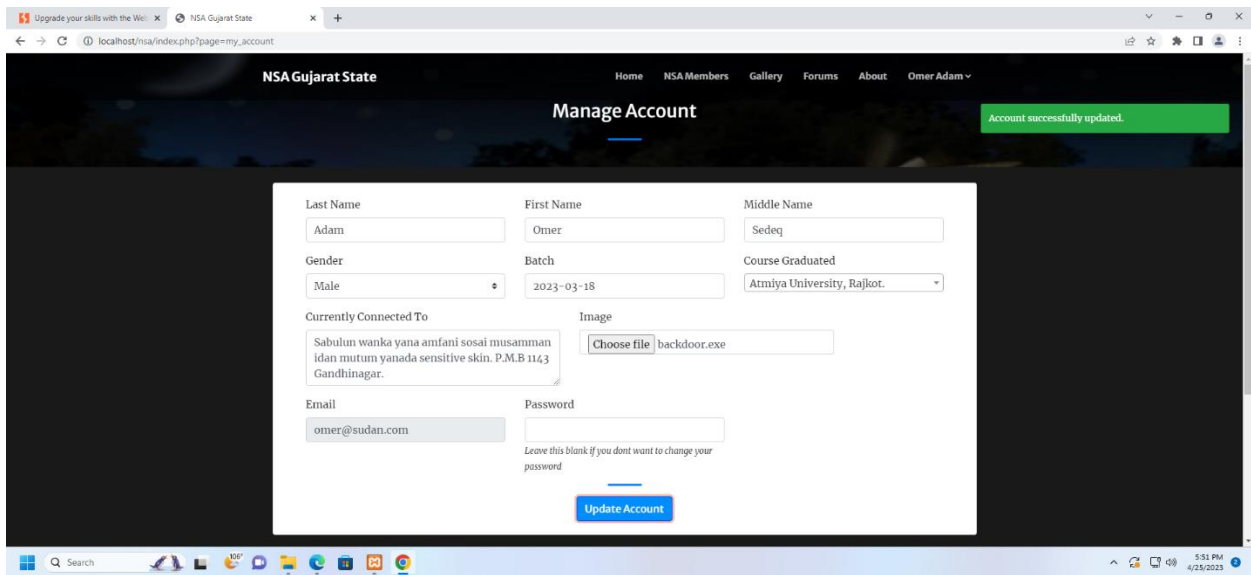 Upgrade your skills with the Web
NSA Gujarat State
localhost/nsa/index.php?page=my_account
NSA Gujarat State
Home NSA Members Gallery Forums About Omer Adam
Manage Account
Account successfully updated.
Last Name First Name Middle Name
Adam Omer Sedeq
Gender Batch Course Graduated
Male 2023-03-18 Atmiya University, Rajkot.
Currently Connected To Image
Sabulun wanka yana amfani sosai musamman
idan mutum yanada sensitive skin. P.M.B 1143
Gandhinagar.
Choose file backdoor.exe
Email Password
omer@sudan.com
Leave this blank if you dont want to change your
password
Update Account
Search
106°
5:51 PM
4/25/2023
2